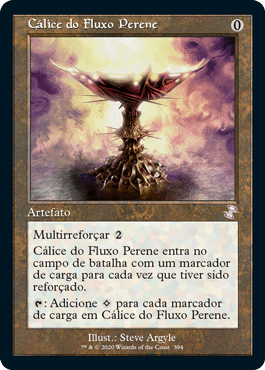 Cálice do Fluxo Perene 0
Artefato
Multirreforçar 2
Cálice do Fluxo Perene entra no
campo de batalha com um marcador
de carga para cada vez que tiver sido
reforçado.
: Adicione para cada marcador
de carga em Cálice do Fluxo Perene.
Illus.: Steve Argyle
™ & © 2020 Wizards of the Coast 394